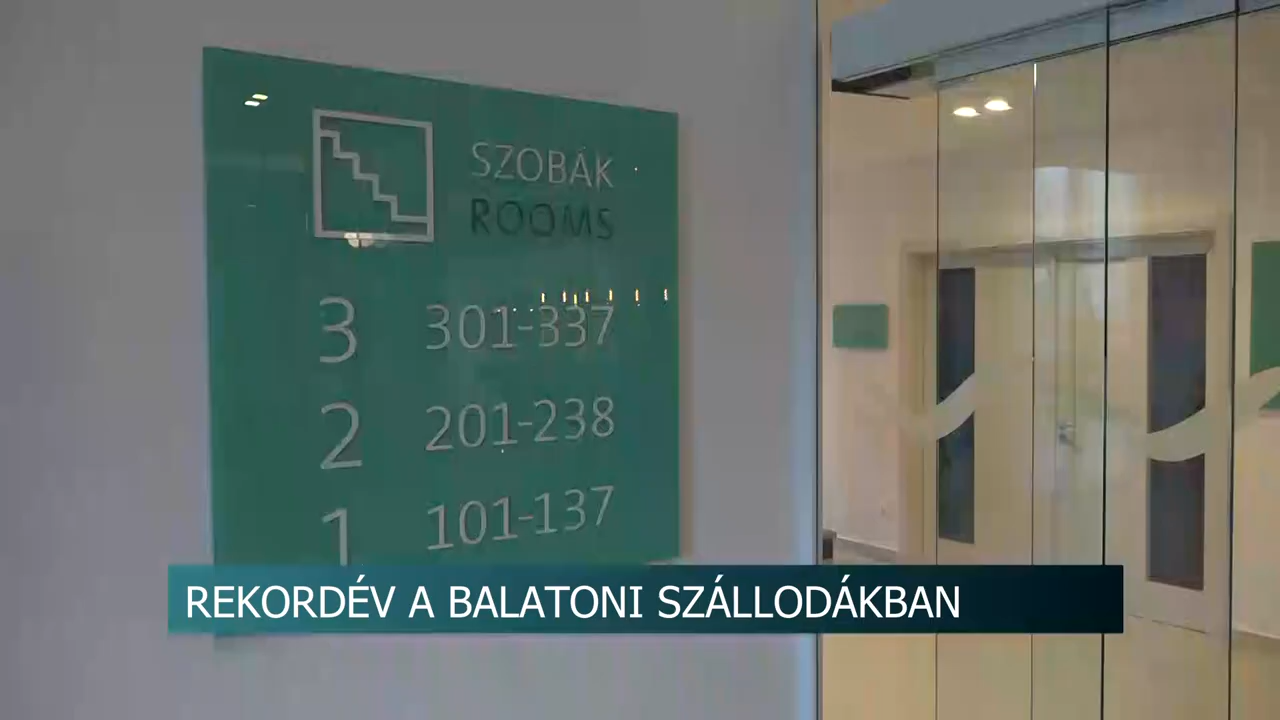 SZOBÁK
ROOMS
3 301-337
2 201-238
1 101-137
REKORDÉV A BALATONI SZÁLLODÁKBAN